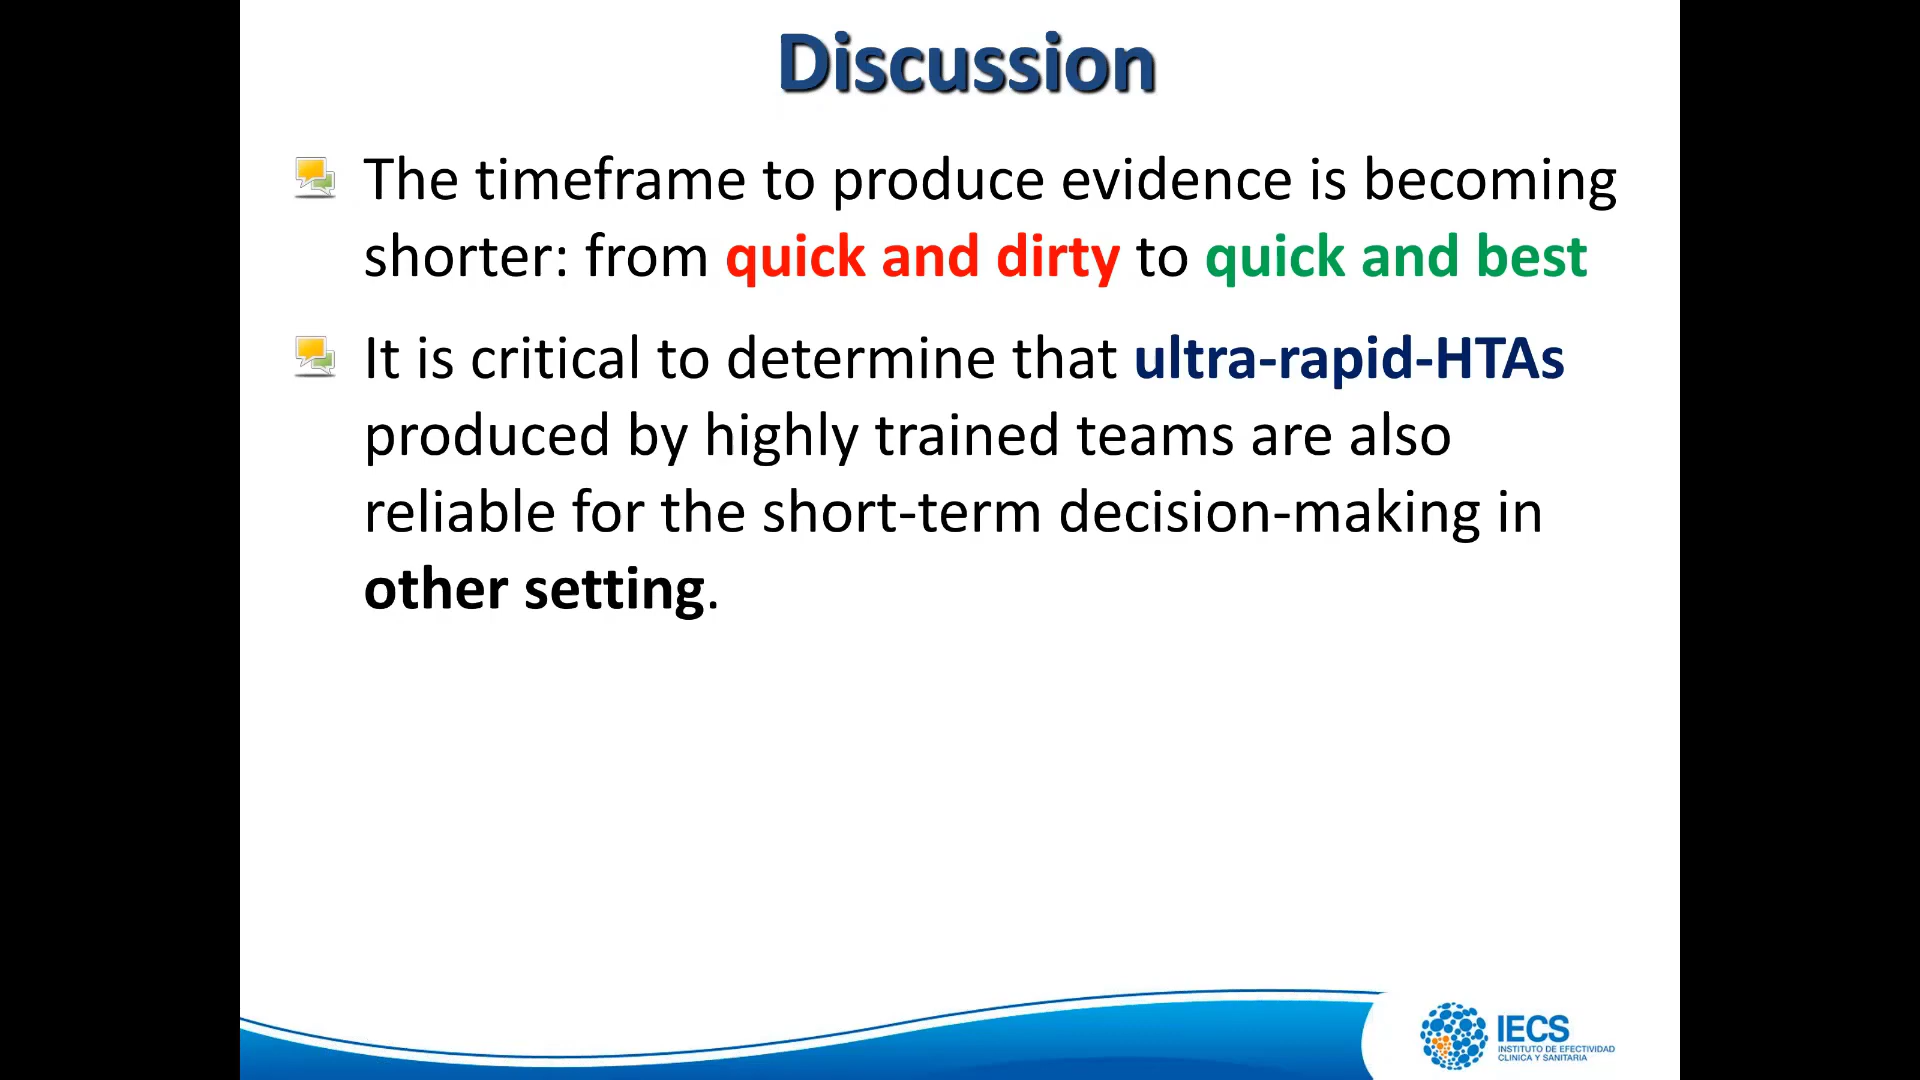 Discussion
The timeframe to produce evidence is becoming
shorter: from quick and dirty to quick and best
It is critical to determine that ultra-rapid-HTAs
produced by highly trained teams are also
reliable for the short-term decision-making in
other setting.
IECS
INSTITUTO DE EFECTIVIDAD
CLINICA Y SANITARIA